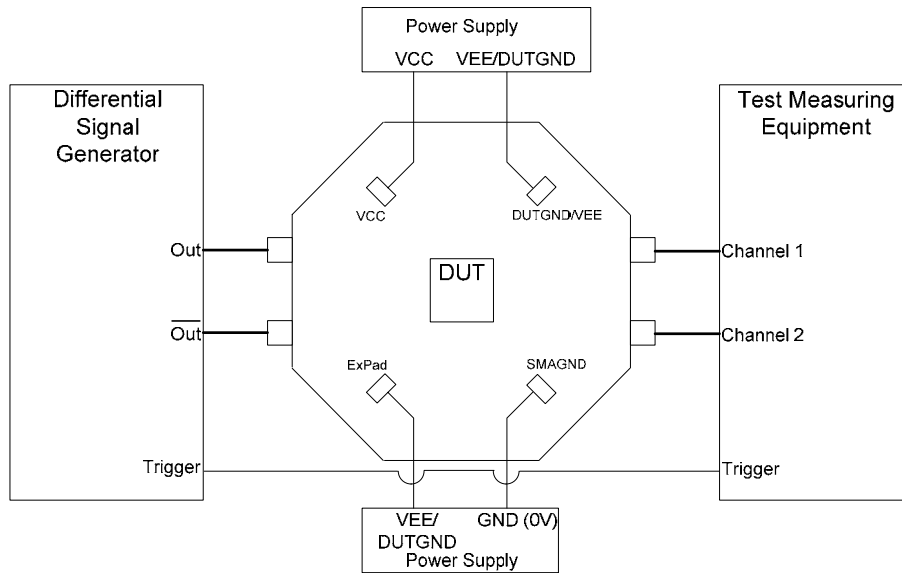 Power Supply
VCC VEE/DUTGND
Differential
Signal
Generator
Test Measuring
Equipment
VCC
DUTGND/VEE
Out
Channel 1
DUT
Out
Channel 2
ExPad
SMAGND
Trigger
Trigger
VEE/ GND (0V)
DUTGND
Power Supply